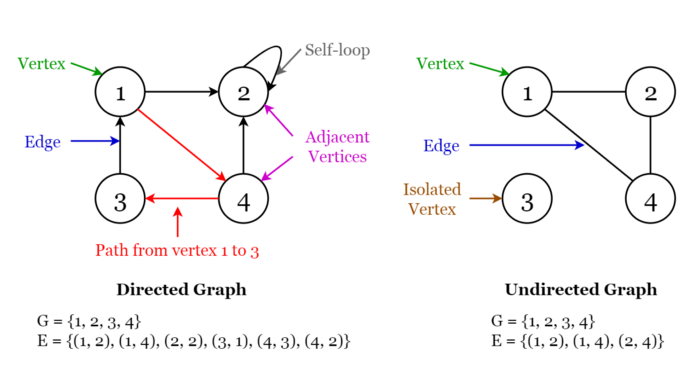 Vertex
1
2
Self-loop
Edge
Adjacent
Vertices
3
4
Path from vertex 1 to 3
Directed Graph
G = {1, 2, 3, 4}
E = {(1, 2), (1, 4), (2, 2), (3, 1), (4, 3), (4, 2)}
Vertex
1
2
Edge
Isolated
Vertex
3
4
Undirected Graph
G = {1, 2, 3, 4}
E = {(1, 2), (1, 4), (2, 4)}